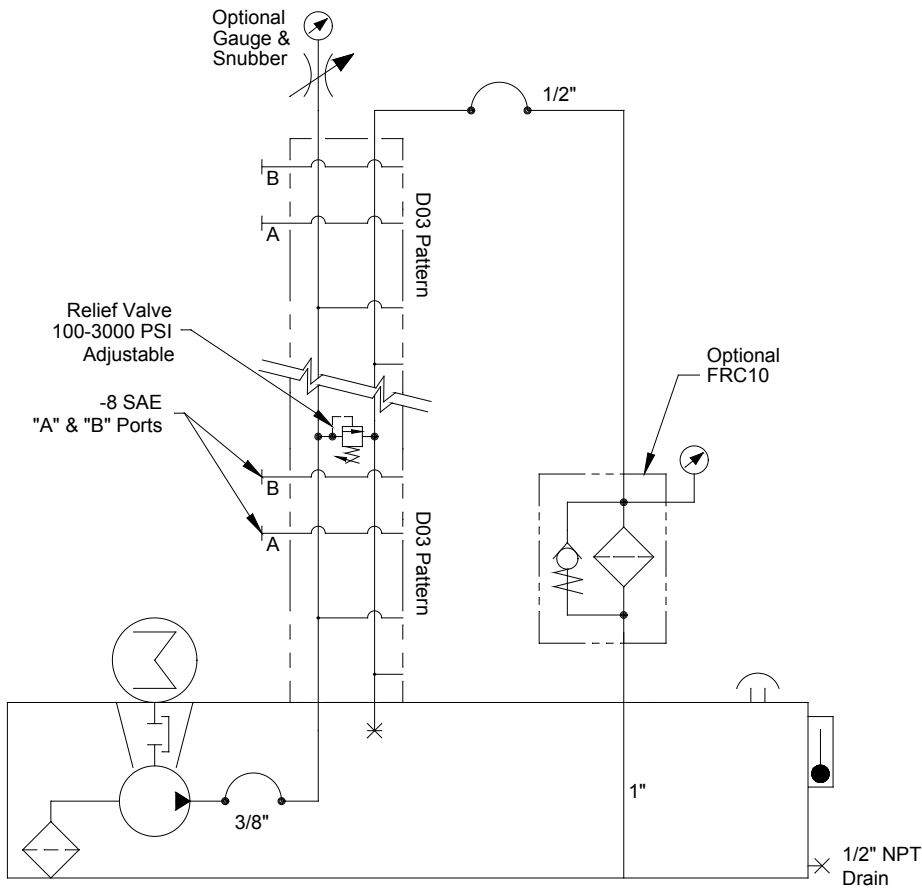 Optional
Gauge &
Snubber
1/2"
B
A
D03 Pattern
Relief Valve
100-3000 PSI
Adjustable
Optional
FRC10
-8 SAE
"A" & "B" Ports
B
A
D03 Pattern
3/8"
1"
1/2" NPT
Drain